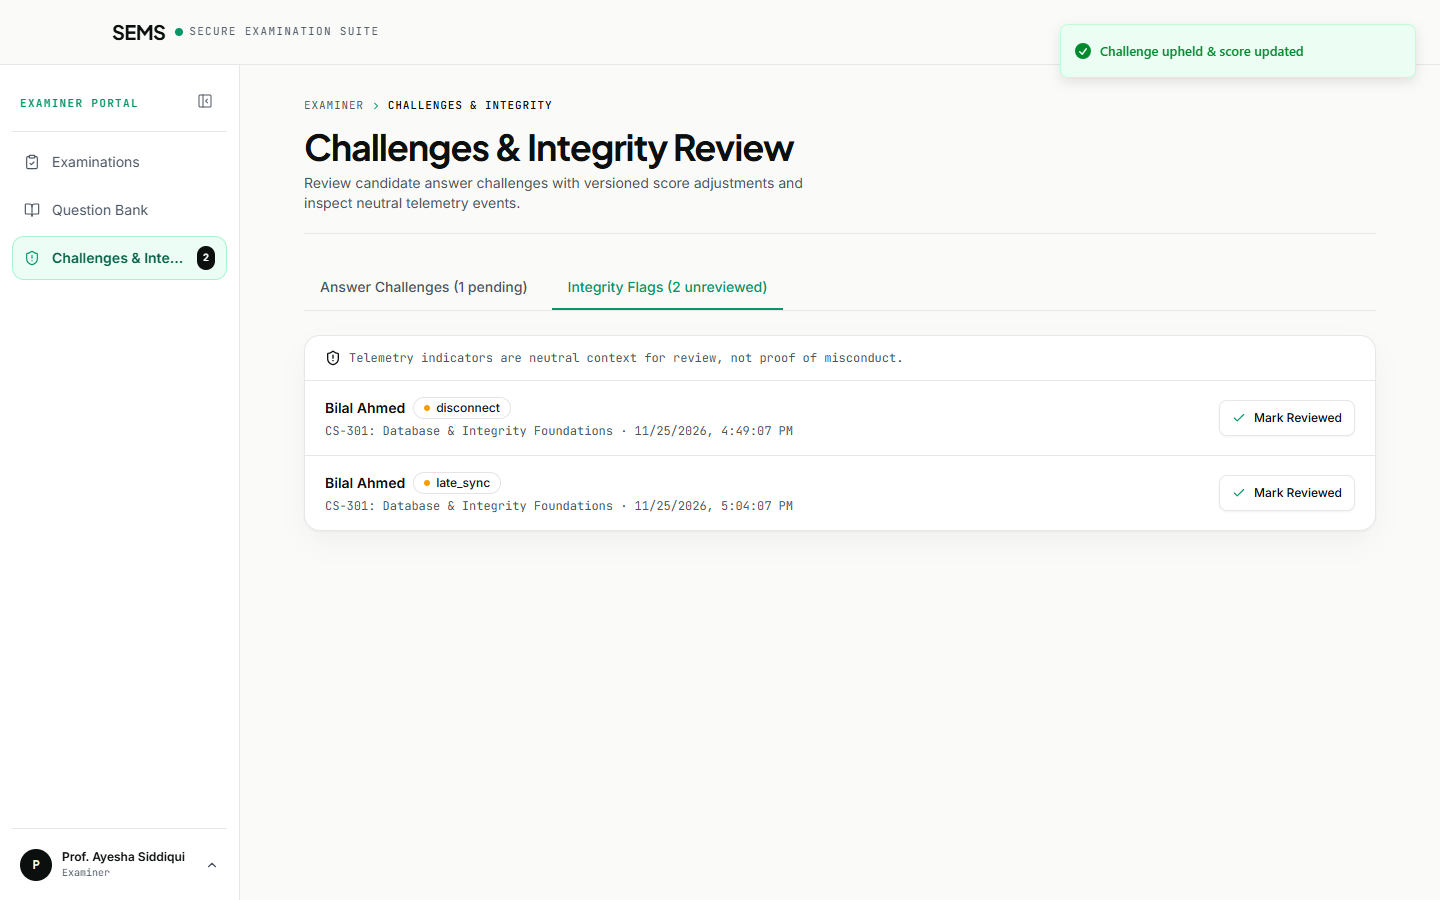 SEMS
SECURE EXAMINATION SUITE
Challenge upheld & score updated
EXAMINER PORTAL
Examinations
Question Bank
Challenges & Inte...
2
EXAMINER > CHALLENGES & INTEGRITY
Challenges & Integrity Review
Review candidate answer challenges with versioned score adjustments and
inspect neutral telemetry events.
Answer Challenges (1 pending)
Integrity Flags (2 unreviewed)
Telemetry indicators are neutral context for review, not proof of misconduct.
Bilal Ahmed
disconnect
CS-301: Database & Integrity Foundations · 11/25/2026, 4:49:07 PM
Mark Reviewed
Bilal Ahmed
late_sync
CS-301: Database & Integrity Foundations · 11/25/2026, 5:04:07 PM
Mark Reviewed
P
Prof. Ayesha Siddiqui
Examiner